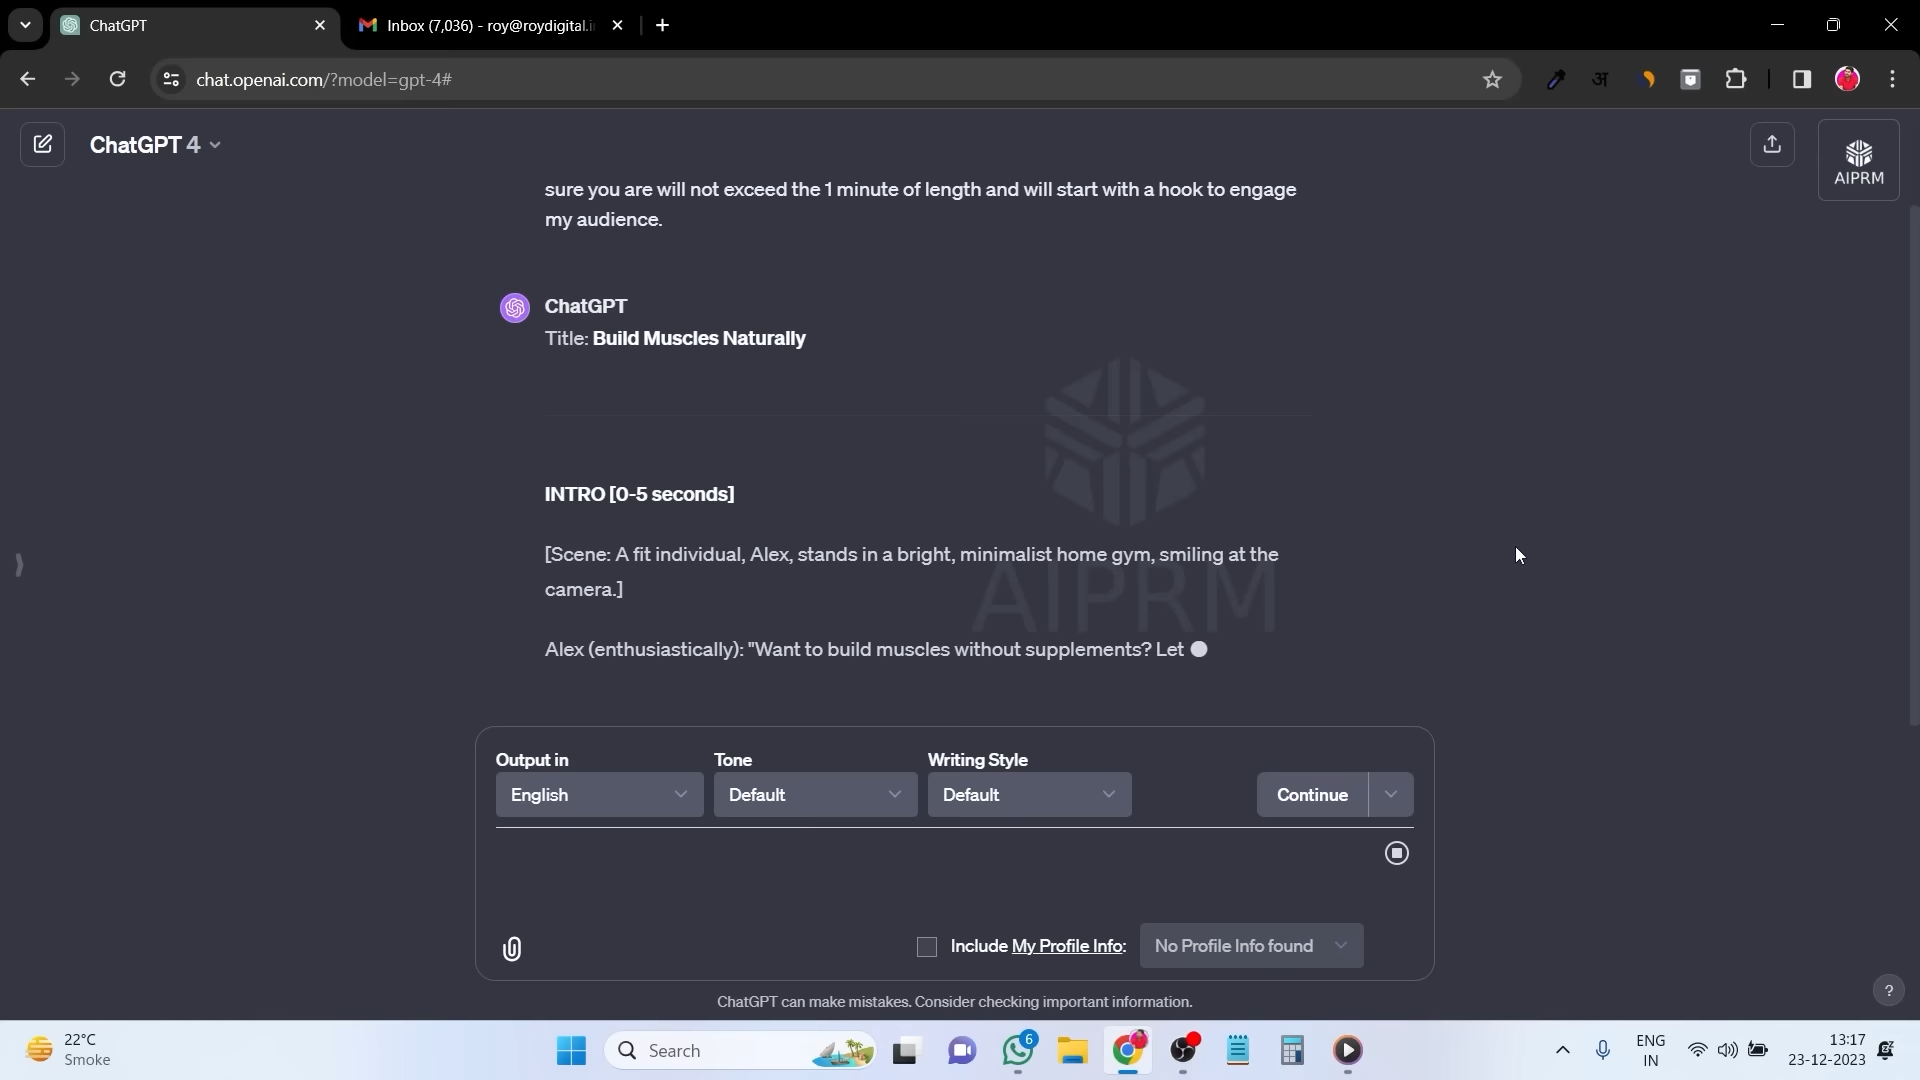 ChatGPT
Inbox (7,036) - roy@roydigital.i
chat.openai.com/?model=gpt-4#
ChatGPT 4
AIPRM
sure you are will not exceed the 1 minute of length and will start with a hook to engage
my audience.
ChatGPT
Title: Build Muscles Naturally
INTRO [0-5 seconds]
[Scene: A fit individual, Alex, stands in a bright, minimalist home gym, smiling at the
camera.]
AIPRM
Alex (enthusiastically): "Want to build muscles without supplements? Let
Output in
Tone
Writing Style
English
Default
Default
Continue
Include My Profile Info:
No Profile Info found
ChatGPT can make mistakes. Consider checking important information.
?
22°C
Smoke
Search
6
ENG
IN
13:17
23-12-2023
अ